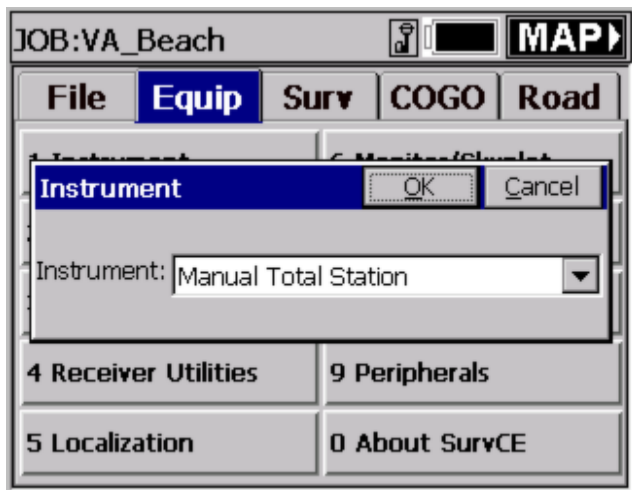 JOB:VA_Beach MAP
File Equip Surv COGO Road
Instrument OK Cancel
Instrument: Manual Total Station
4 Receiver Utilities 9 Peripherals
5 Localization 0 About SurvCE